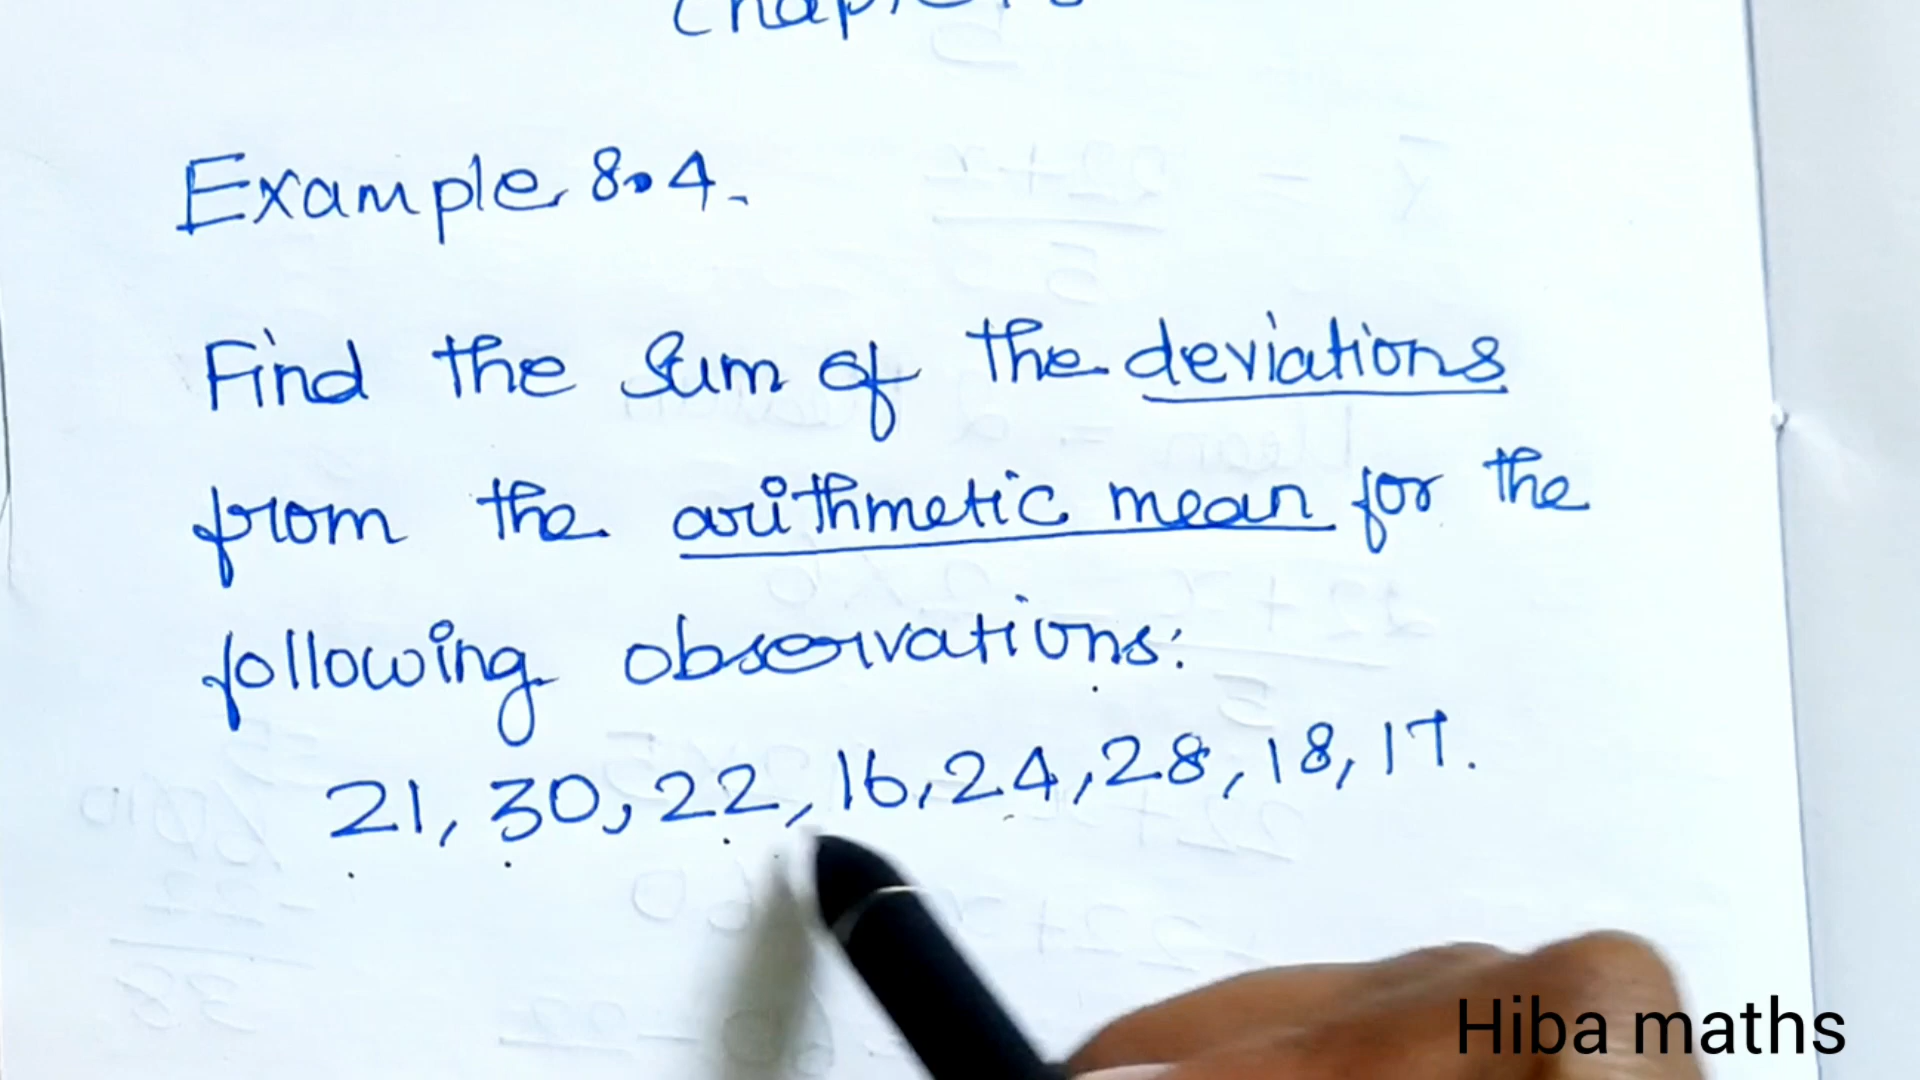 Example 8.4.
Find the sum of the deviations
from the arithmetic mean for the
following observations:
21, 30, 22, 16, 24, 28, 18, 17.
Hiba maths